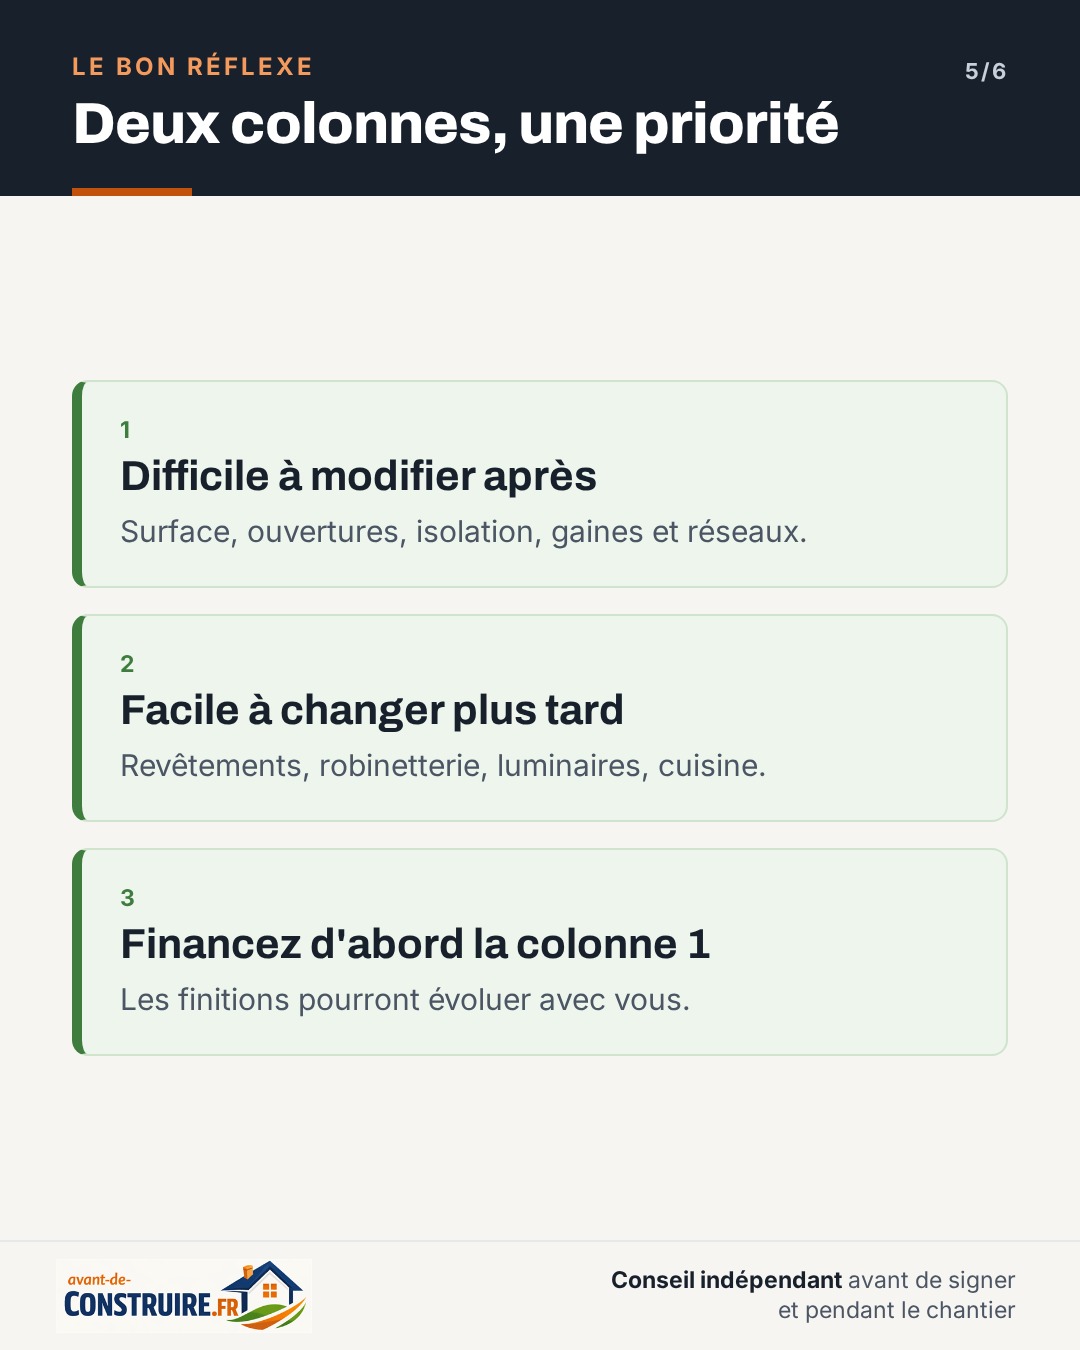 LE BON RÉFLEXE
5/6
Deux colonnes, une priorité
1
Difficile à modifier après
Surface, ouvertures, isolation, gaines et réseaux.
2
Facile à changer plus tard
Revêtements, robinetterie, luminaires, cuisine.
3
Financez d'abord la colonne 1
Les finitions pourront évoluer avec vous.
avant-de-
CONSTRUIRE.FR
Conseil indépendant avant de signer
et pendant le chantier